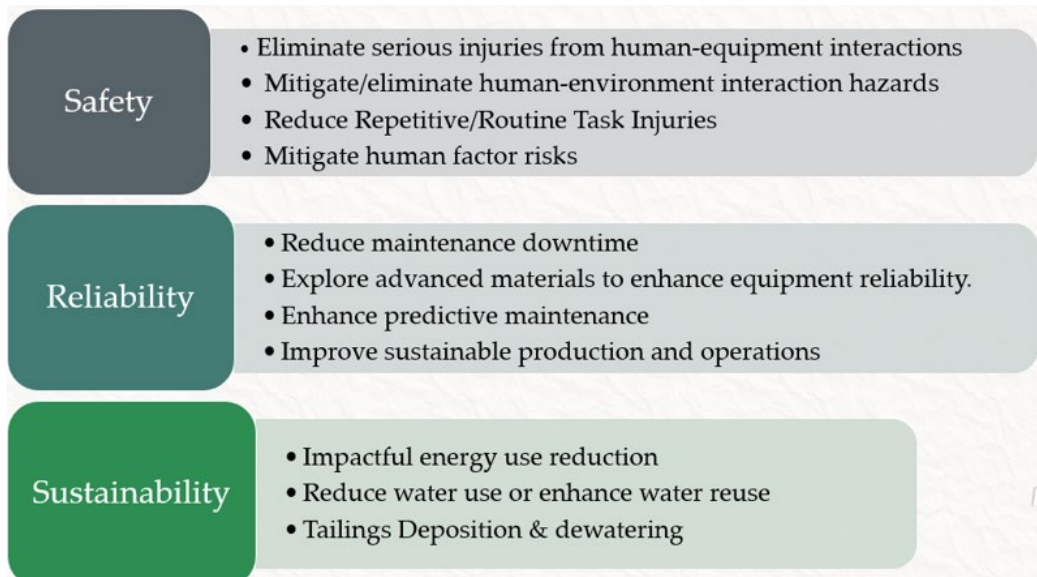 Safety
• Eliminate serious injuries from human-equipment interactions
• Mitigate/eliminate human-environment interaction hazards
• Reduce Repetitive/Routine Task Injuries
• Mitigate human factor risks
Reliability
• Reduce maintenance downtime
• Explore advanced materials to enhance equipment reliability.
• Enhance predictive maintenance
• Improve sustainable production and operations
Sustainability
• Impactful energy use reduction
• Reduce water use or enhance water reuse
• Tailings Deposition & dewatering